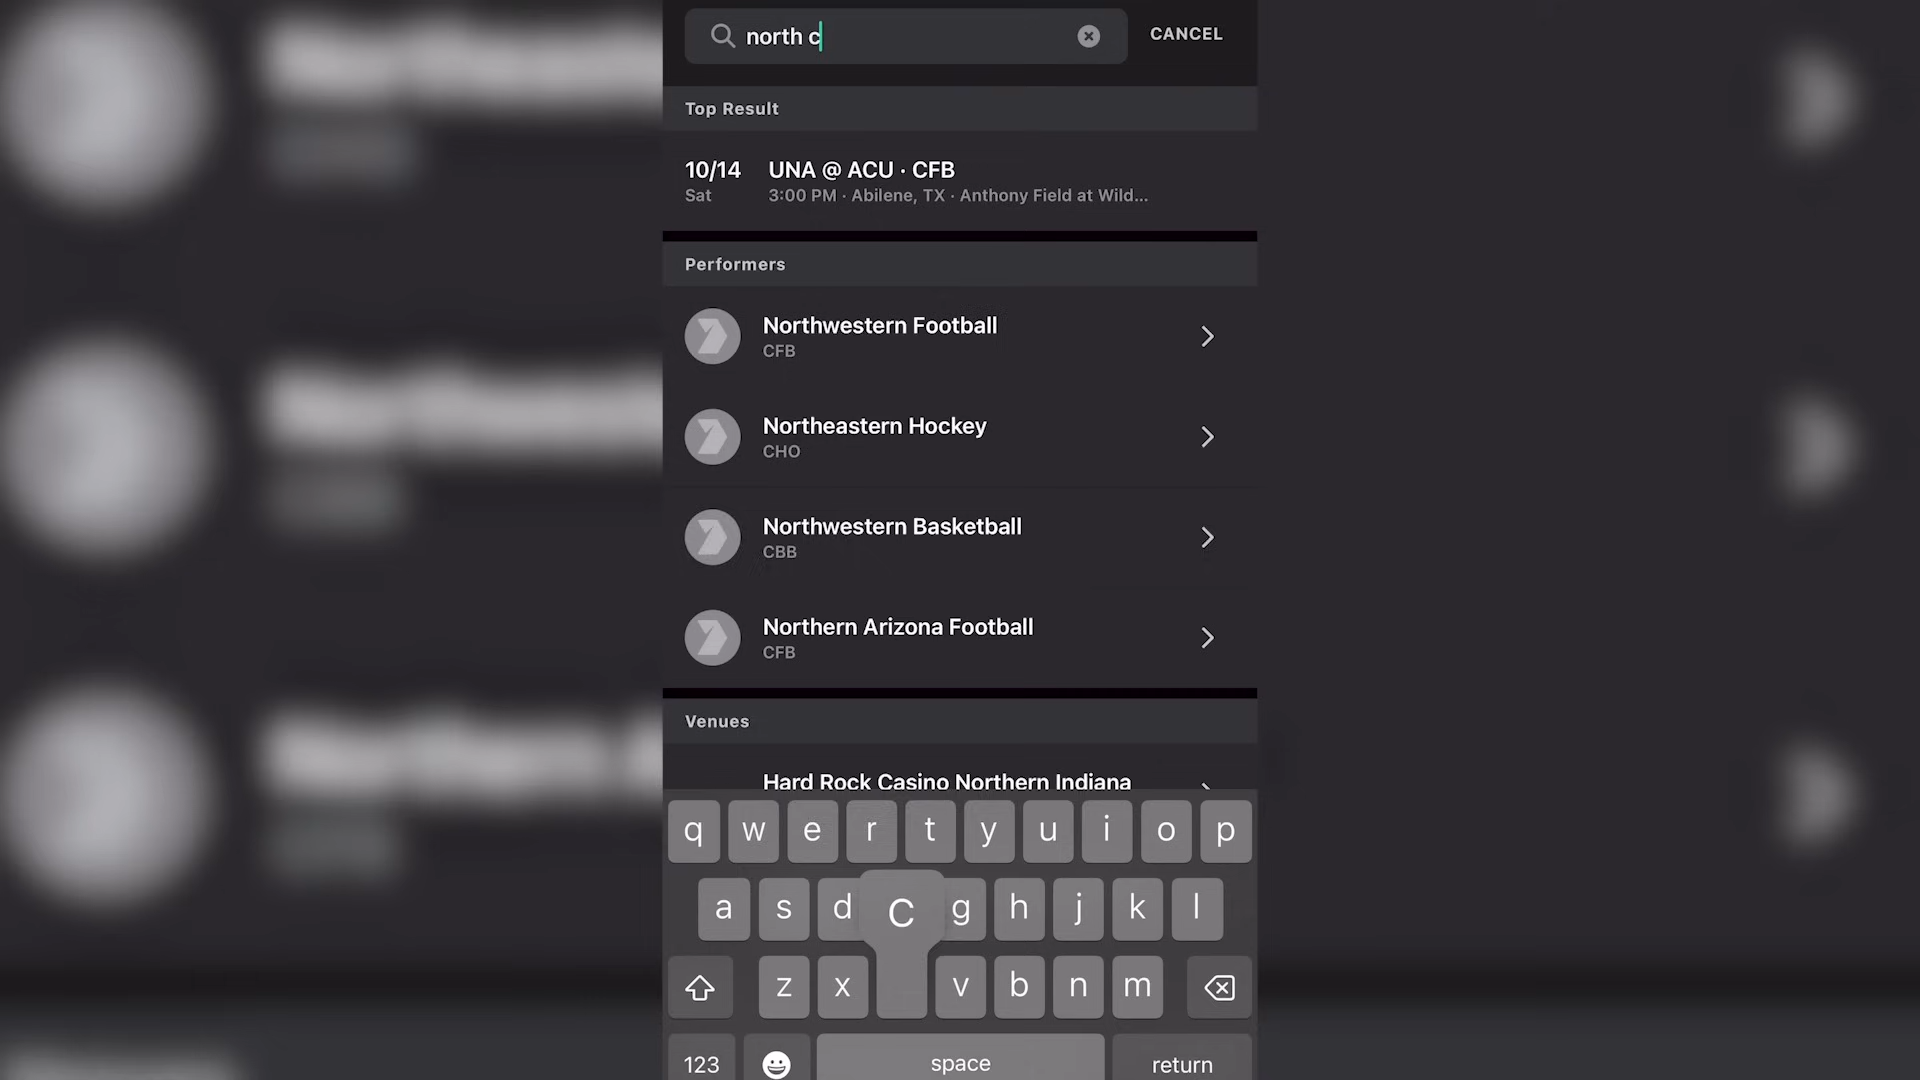 north c
CANCEL
Top Result
10/14 UNA @ ACU · CFB
Sat 3:00 PM · Abilene, TX · Anthony Field at Wild...
Performers
Northwestern Football
CFB
Northeastern Hockey
CHO
Northwestern Basketball
CBB
Northern Arizona Football
CFB
Venues
Hard Rock Casino Northern Indiana
q w e r t y u i o p
a s d C g h j k l
z x v b n m
123 space return